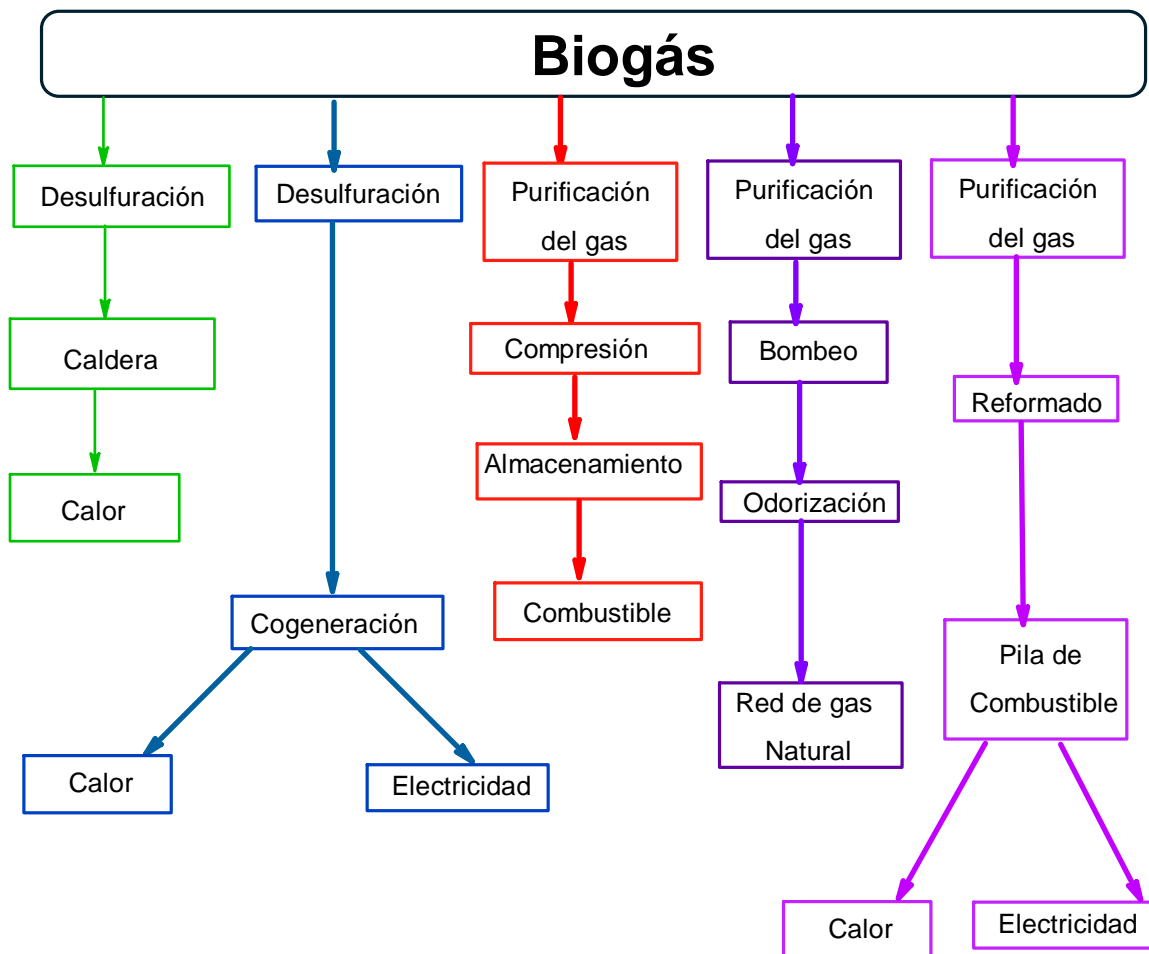 Biogás
Desulfuración
Desulfuración
Purificación
del gas
Purificación
del gas
Purificación
del gas
Caldera
Compresión
Bombeo
Reformado
Calor
Almacenamiento
Odorización
Cogeneración
Combustible
Pila de
Combustible
Red de gas
Natural
Calor
Electricidad
Calor
Electricidad